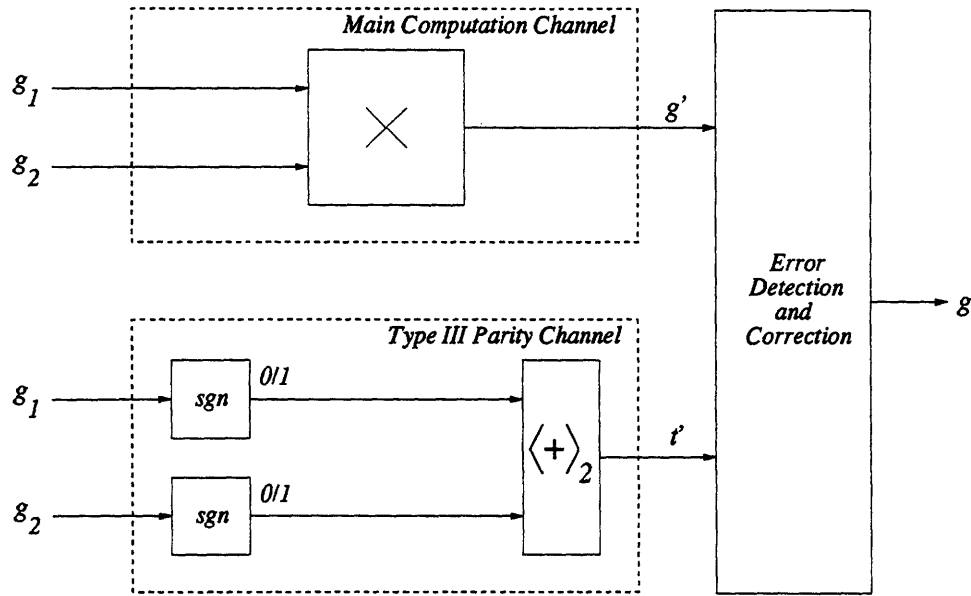 Main Computation Channel
g1
g2
×
g'
Error
Detection
and
Correction
g
Type III Parity Channel
g1
sgn
0/1
⟨+⟩2
t'
g2
sgn
0/1